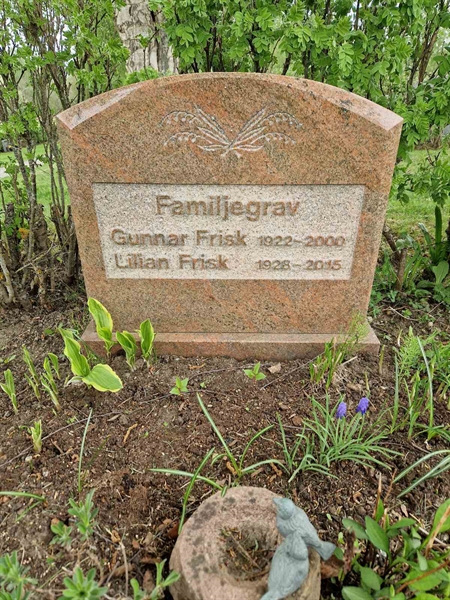 Familjegrav
Gunnar Frisk 1922-2000
Lilian Frisk 1928-2015